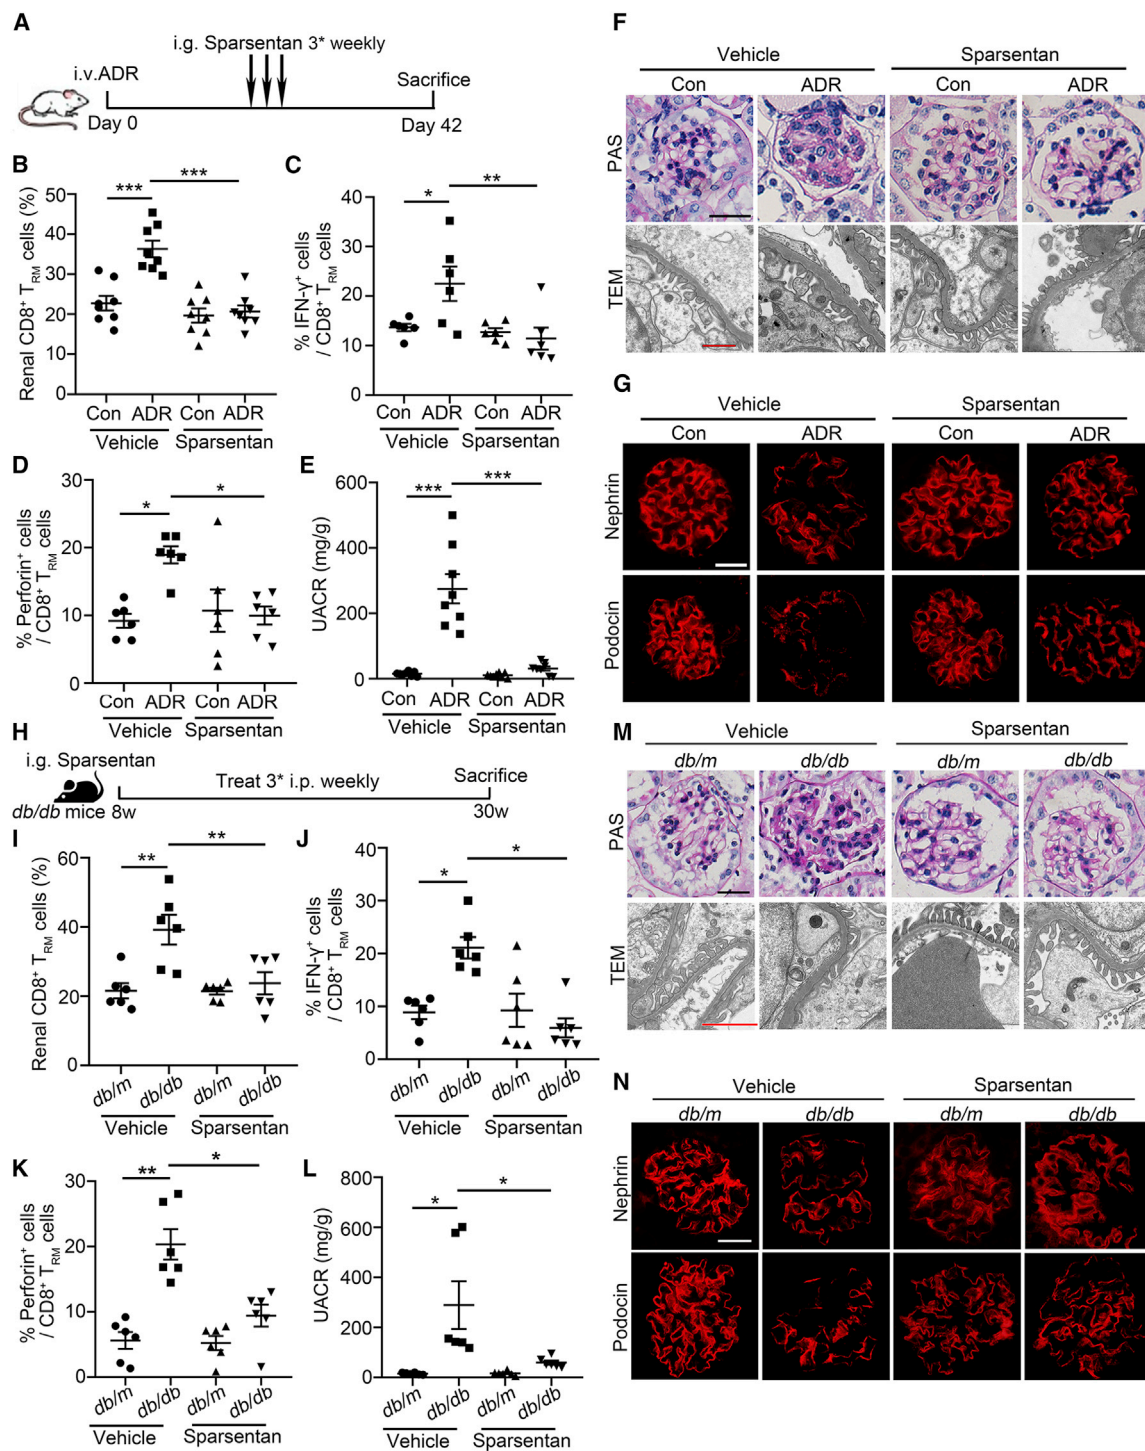 A
i.g. Sparsentan 3* weekly
i.v.ADR
Sacrifice
Day 0
Day 42
B
Renal CD8⁺ T_RM cells (%)
50
40
30
20
10
0
***
***
Con ADR Con ADR
Vehicle Sparsentan
C
% IFN-γ⁺ cells
/ CD8⁺ T_RM cells
40
30
20
10
0
*
**
Con ADR Con ADR
Vehicle Sparsentan
D
% Perforin⁺ cells
/ CD8⁺ T_RM cells
30
20
10
0
*
*
Con ADR Con ADR
Vehicle Sparsentan
E
UACR (mg/g)
600
400
200
0
***
***
Con ADR Con ADR
Vehicle Sparsentan
F
Vehicle Sparsentan
Con ADR Con ADR
PAS
TEM
G
Vehicle Sparsentan
Con ADR Con ADR
Nephrin
Podocin
H
i.g. Sparsentan
Treat 3* i.p. weekly
Sacrifice
db/db mice 8w
30w
I
Renal CD8⁺ T_RM cells (%)
60
40
20
0
**
**
db/m db/db db/m db/db
Vehicle Sparsentan
J
% IFN-γ⁺ cells
/ CD8⁺ T_RM cells
40
30
20
10
0
*
*
db/m db/db db/m db/db
Vehicle Sparsentan
K
% Perforin⁺ cells
/ CD8⁺ T_RM cells
30
20
10
0
**
*
db/m db/db db/m db/db
Vehicle Sparsentan
L
UACR (mg/g)
800
600
400
200
0
*
*
db/m db/db db/m db/db
Vehicle Sparsentan
M
Vehicle Sparsentan
db/m db/db db/m db/db
PAS
TEM
N
Vehicle Sparsentan
db/m db/db db/m db/db
Nephrin
Podocin